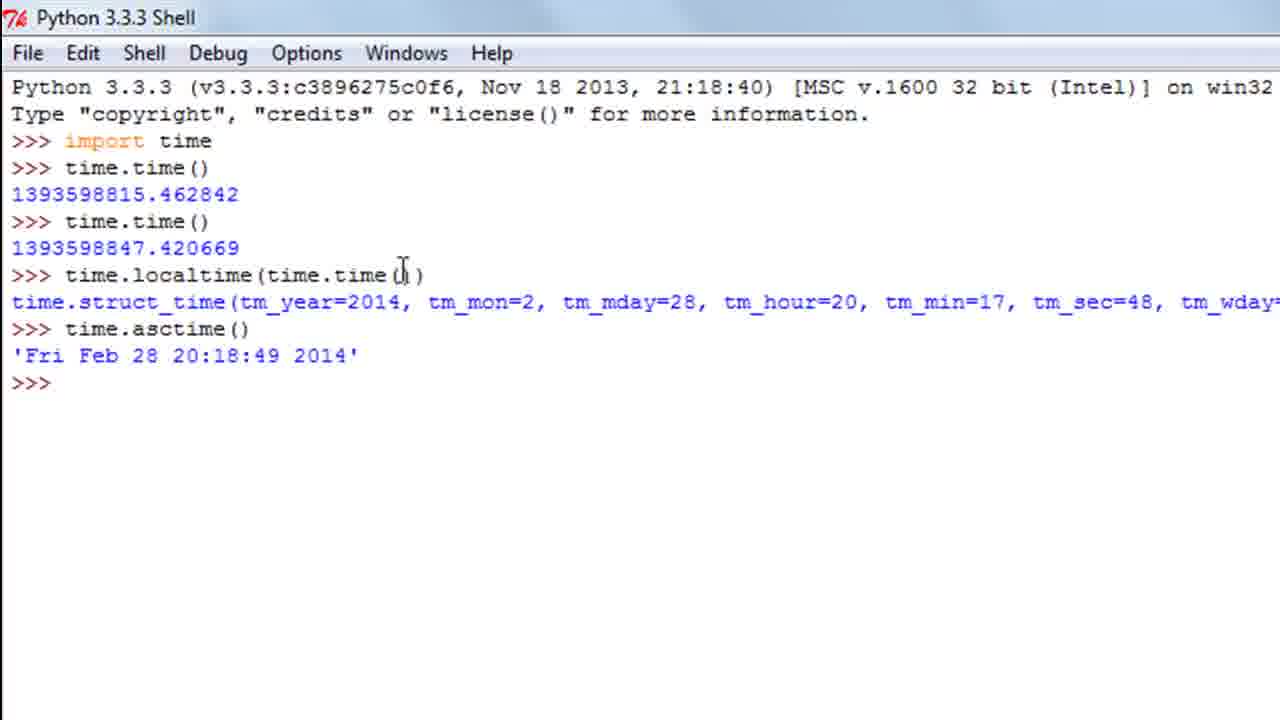 Python 3.3.3 Shell
File Edit Shell Debug Options Windows Help
Python 3.3.3 (v3.3.3:c3896275c0f6, Nov 18 2013, 21:18:40) [MSC v.1600 32 bit (Intel)] on win32
Type "copyright", "credits" or "license()" for more information.
>>> import time
>>> time.time()
1393598815.462842
>>> time.time()
1393598847.420669
>>> time.localtime(time.time())
time.struct_time(tm_year=2014, tm_mon=2, tm_mday=28, tm_hour=20, tm_min=17, tm_sec=48, tm_wday=
>>> time.asctime()
'Fri Feb 28 20:18:49 2014'
>>>